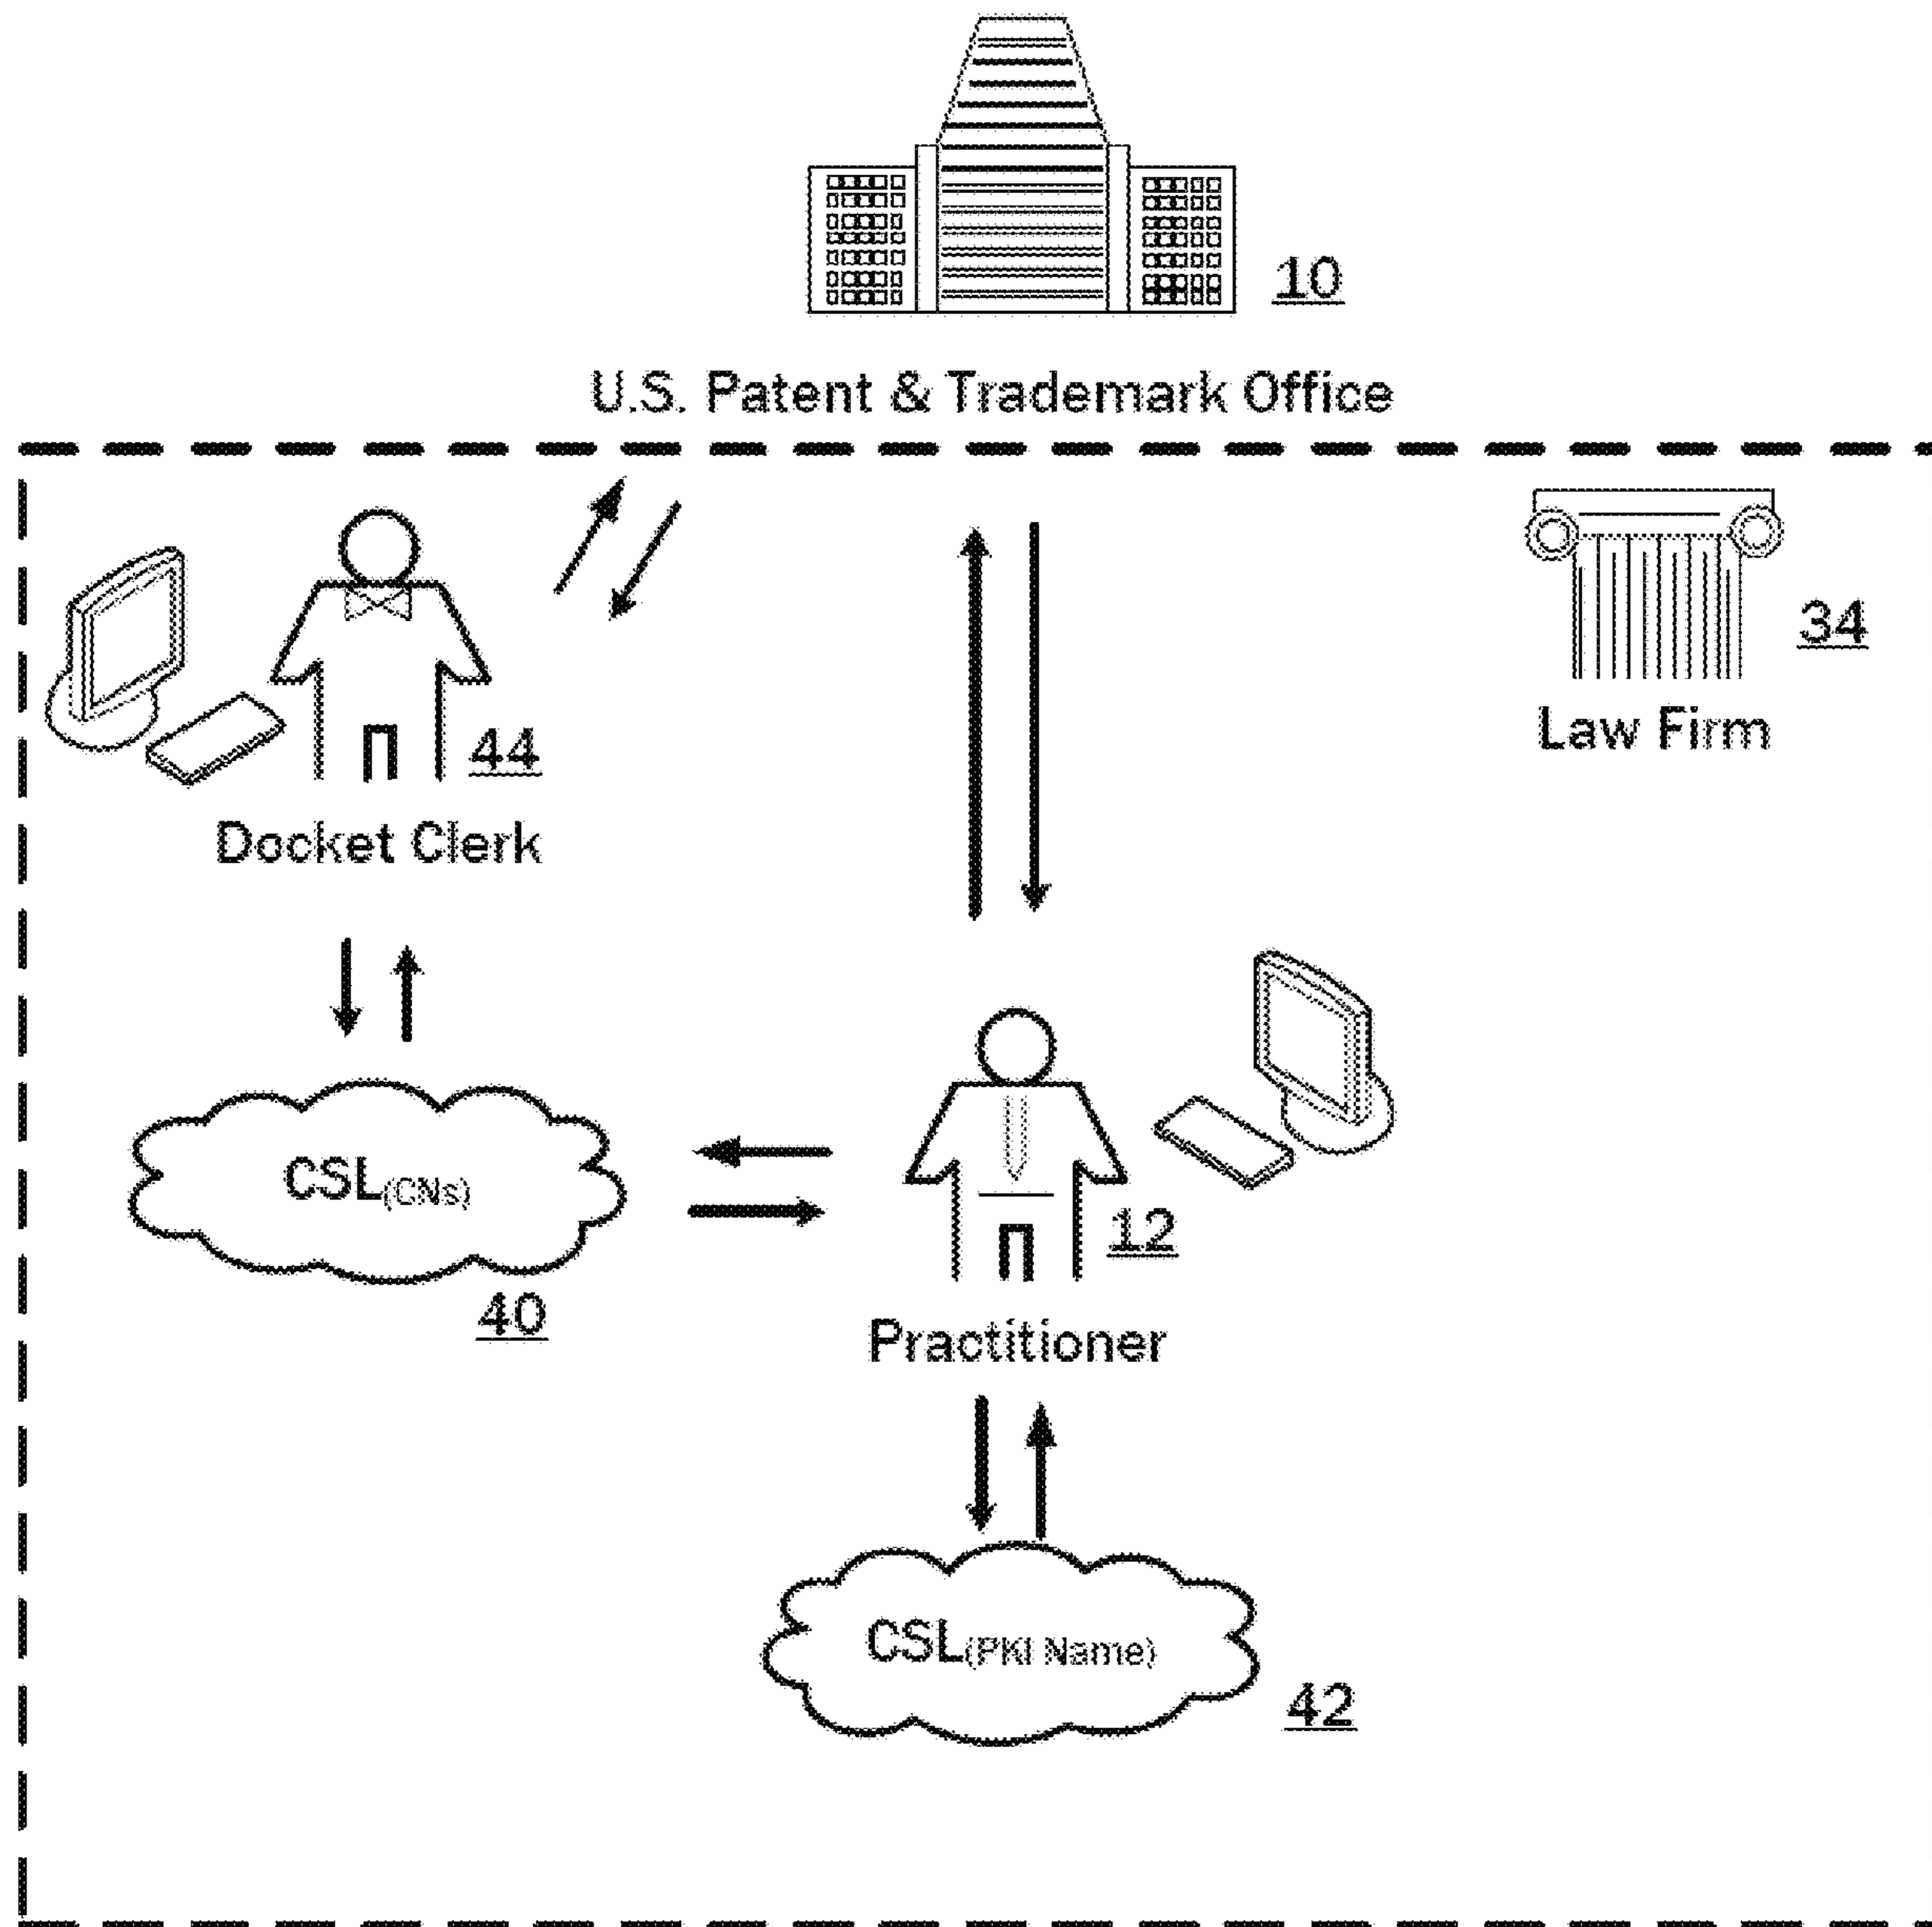 10
U.S. Patent & Trademark Office
34
Law Firm
44
Docket Clerk
CSL(CNs)
40
12
Practitioner
CSL(PKI Name)
42